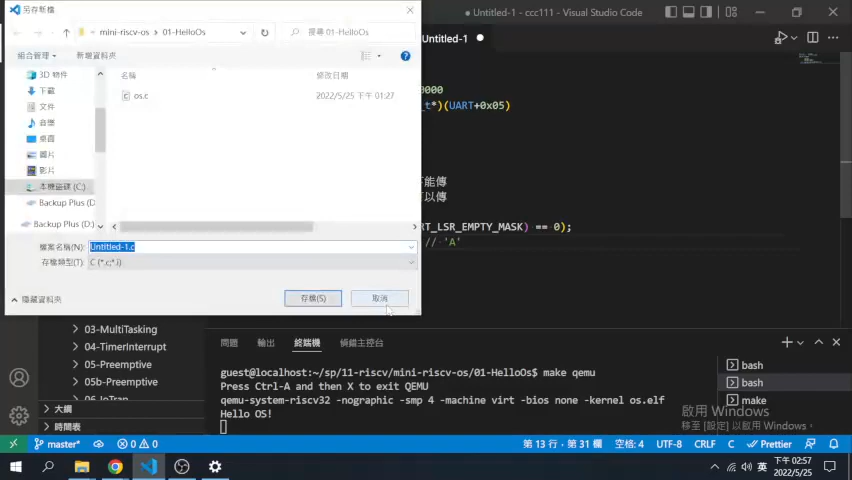 另存新檔
Untitled-1 - ccc111 - Visual Studio Code
« mini-riscv-os › 01-HelloOs
搜尋 01-HelloOs
Untitled-1
組合管理
新增資料夾
名稱
修改日期
3D 物件
下載
文件
音樂
桌面
圖片
影片
本機磁碟 (C:)
Backup Plus (D:
Backup Plus (D:)
os.c
2022/5/25 下午 01:27
0000
_t*)(UART+0x05)
可能傳
可以傳
RT_LSR_EMPTY_MASK) == 0);
// 'A'
檔案名稱(N):
Untitled-1.c
存檔類型(T):
C (*.c;*.i)
隱藏資料夾
存檔(S)
取消
03-MultiTasking
04-TimerInterrupt
05-Preemptive
05b-Preemptive
06-IoTrap
大綱
時間表
問題
輸出
終端機
偵錯主控台
guest@localhost:~/sp/11-riscv/mini-riscv-os/01-HelloOs$ make qemu
Press Ctrl-A and then X to exit QEMU
qemu-system-riscv32 -nographic -smp 4 -machine virt -bios none -kernel os.elf
Hello OS!
bash
bash
make
啟用 Windows
移至 [設定] 以啟用 Windows。
master*
0
0
第 13 行，第 31 欄
空格: 4
UTF-8
CRLF
C
Prettier
英
下午 02:57
2022/5/25